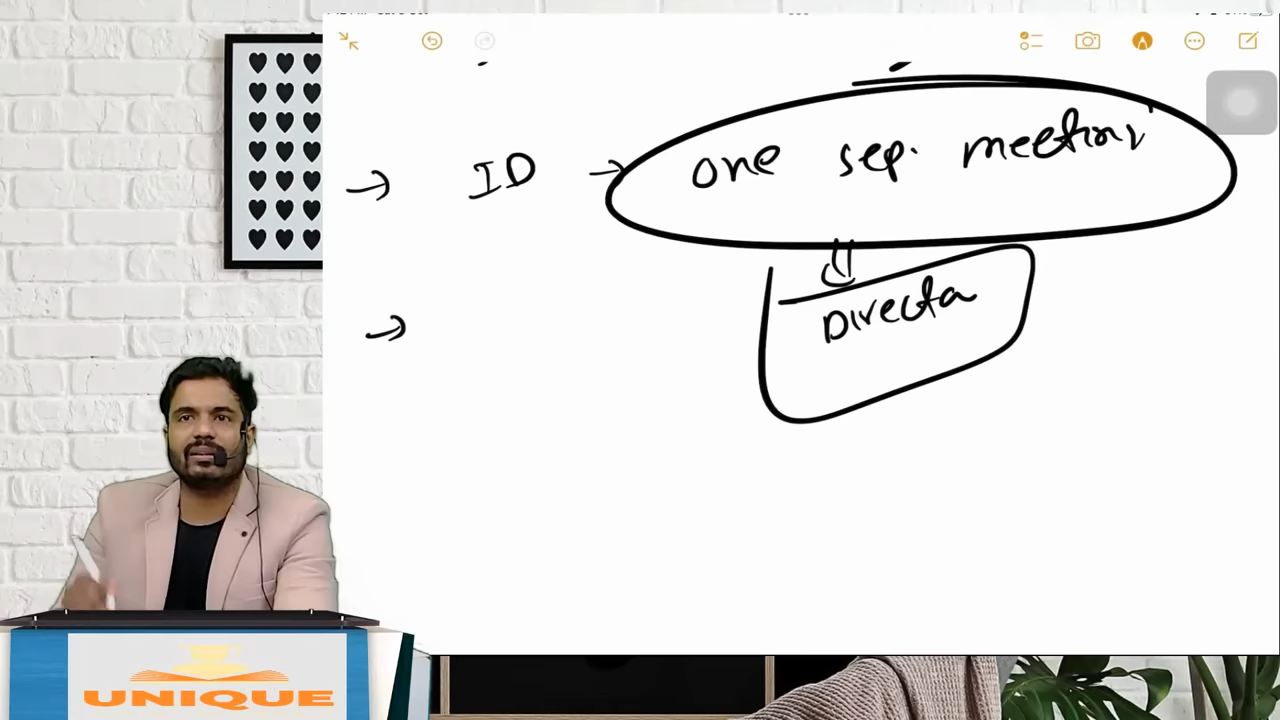 → ID → one sep. meeting
Directa
→
UNIQUE